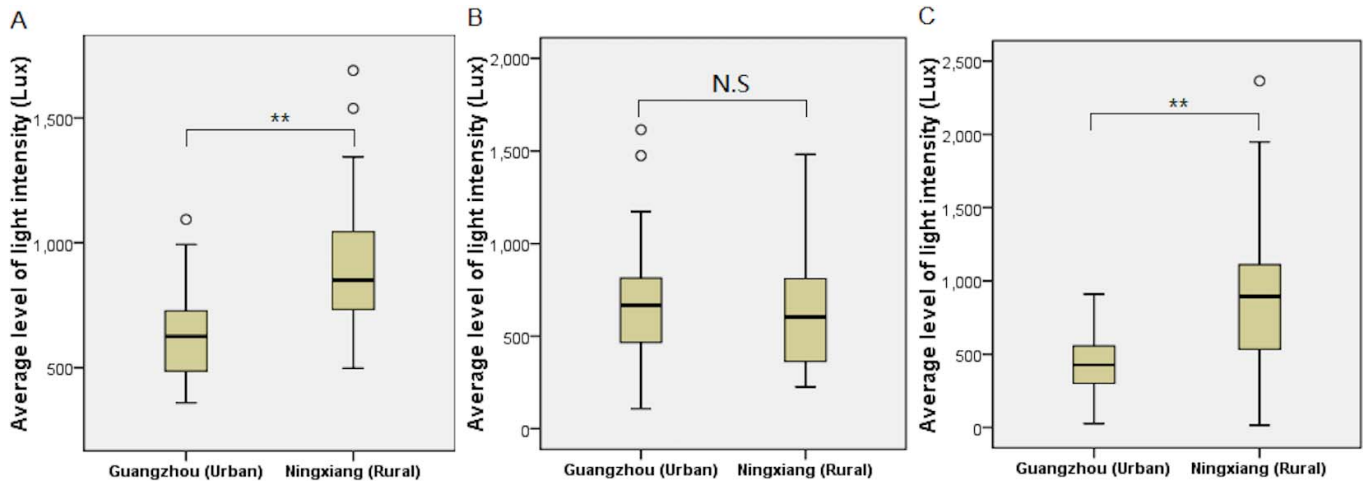 A
Average level of light intensity (Lux)
1,500
1,000
500
**
Guangzhou (Urban)
Ningxiang (Rural)
B
Average level of light intensity (Lux)
2,000
1,500
1,000
500
0
N.S
Guangzhou (Urban)
Ningxiang (Rural)
C
Average level of light intensity (Lux)
2,500
2,000
1,500
1,000
500
0
**
Guangzhou (Urban)
Ningxiang (Rural)